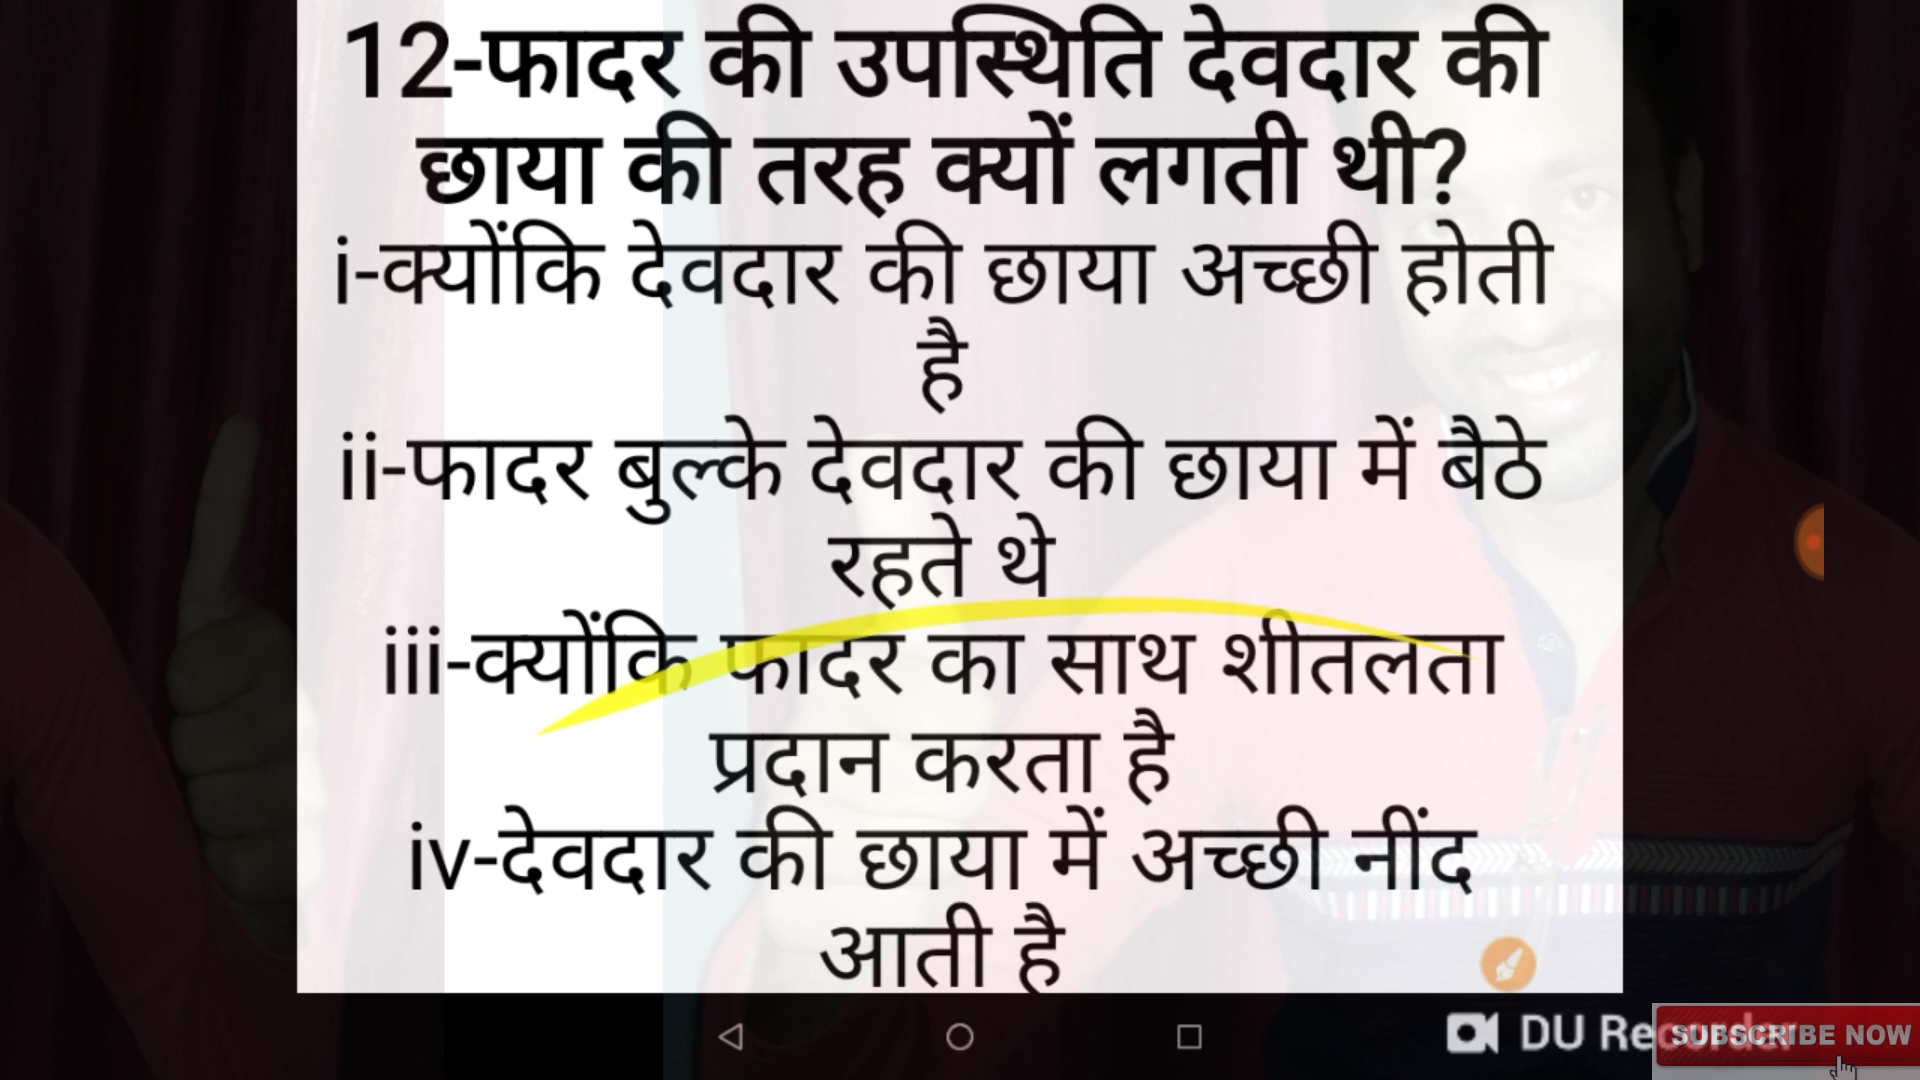 12-फादर की उपस्थिति देवदार की
छाया की तरह क्यों लगती थी?
i-क्योंकि देवदार की छाया अच्छी होती
है
ii-फादर बुल्के देवदार की छाया में बैठे
रहते थे
iii-क्योंकि फादर का साथ शीतलता
प्रदान करता है
iv-देवदार की छाया में अच्छी नींद
आती है
DU Recorder
SUBSCRIBE NOW